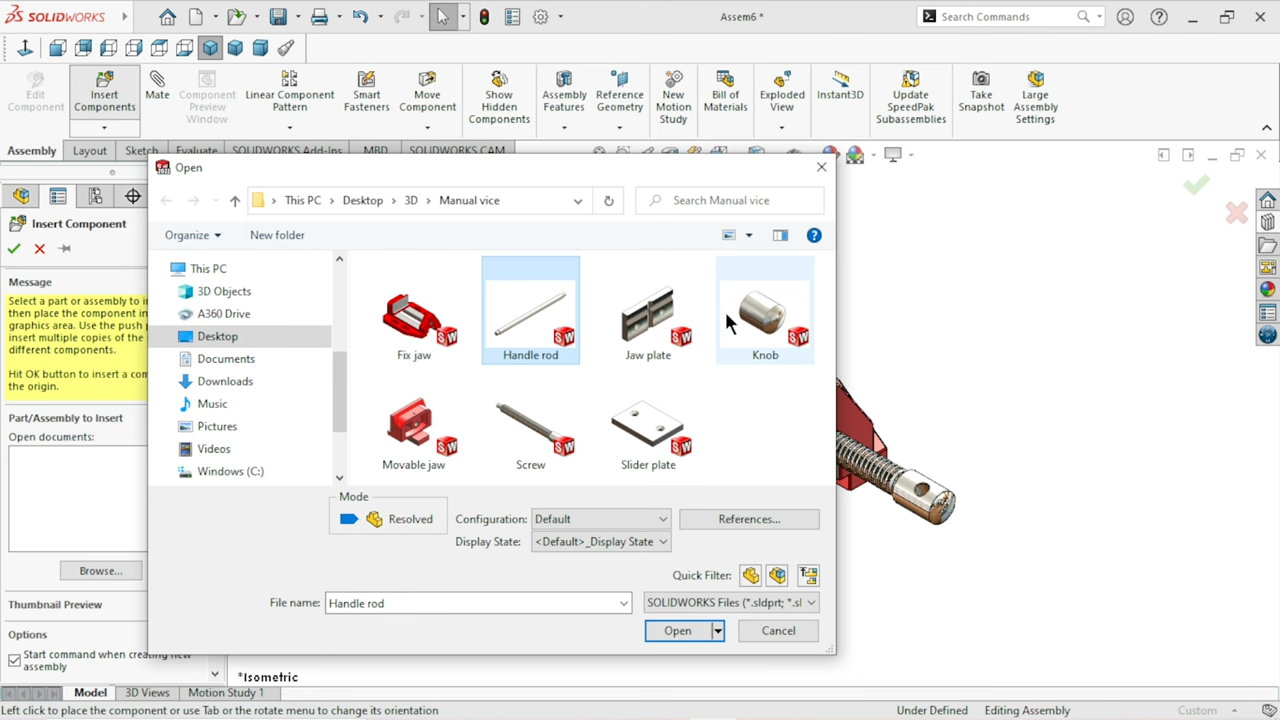 SOLIDWORKS
Assem6 *
Search Commands
Edit Component
Insert Components
Mate
Component Preview Window
Linear Component Pattern
Smart Fasteners
Move Component
Show Hidden Components
Assembly Features
Reference Geometry
New Motion Study
Bill of Materials
Exploded View
Instant3D
Update SpeedPak Subassemblies
Take Snapshot
Large Assembly Settings
Assembly
Layout
Sketch
Evaluate
SOLIDWORKS Add-Ins
MBD
SOLIDWORKS CAM
Open
This PC › Desktop › 3D › Manual vice
Search Manual vice
Organize
New folder
Insert Component
Message
Select a part or assembly to in
then place the component in
graphics area. Use the push p
insert multiple copies of the
different components.
Hit OK button to insert a com
the origin.
Part/Assembly to Insert
Open documents:
Browse...
Thumbnail Preview
Options
Start command when creating new
assembly
This PC
3D Objects
A360 Drive
Desktop
Documents
Downloads
Music
Pictures
Videos
Windows (C:)
Fix jaw
Handle rod
Jaw plate
Knob
Movable jaw
Screw
Slider plate
Mode
Resolved
Configuration:
Default
References...
Display State:
<Default>_Display State
Quick Filter:
File name:
Handle rod
SOLIDWORKS Files (*.sldprt; *.sl
Open
Cancel
*Isometric
Model
3D Views
Motion Study 1
Left click to place the component or use Tab or the rotate menu to change its orientation
Under Defined
Editing Assembly
Custom